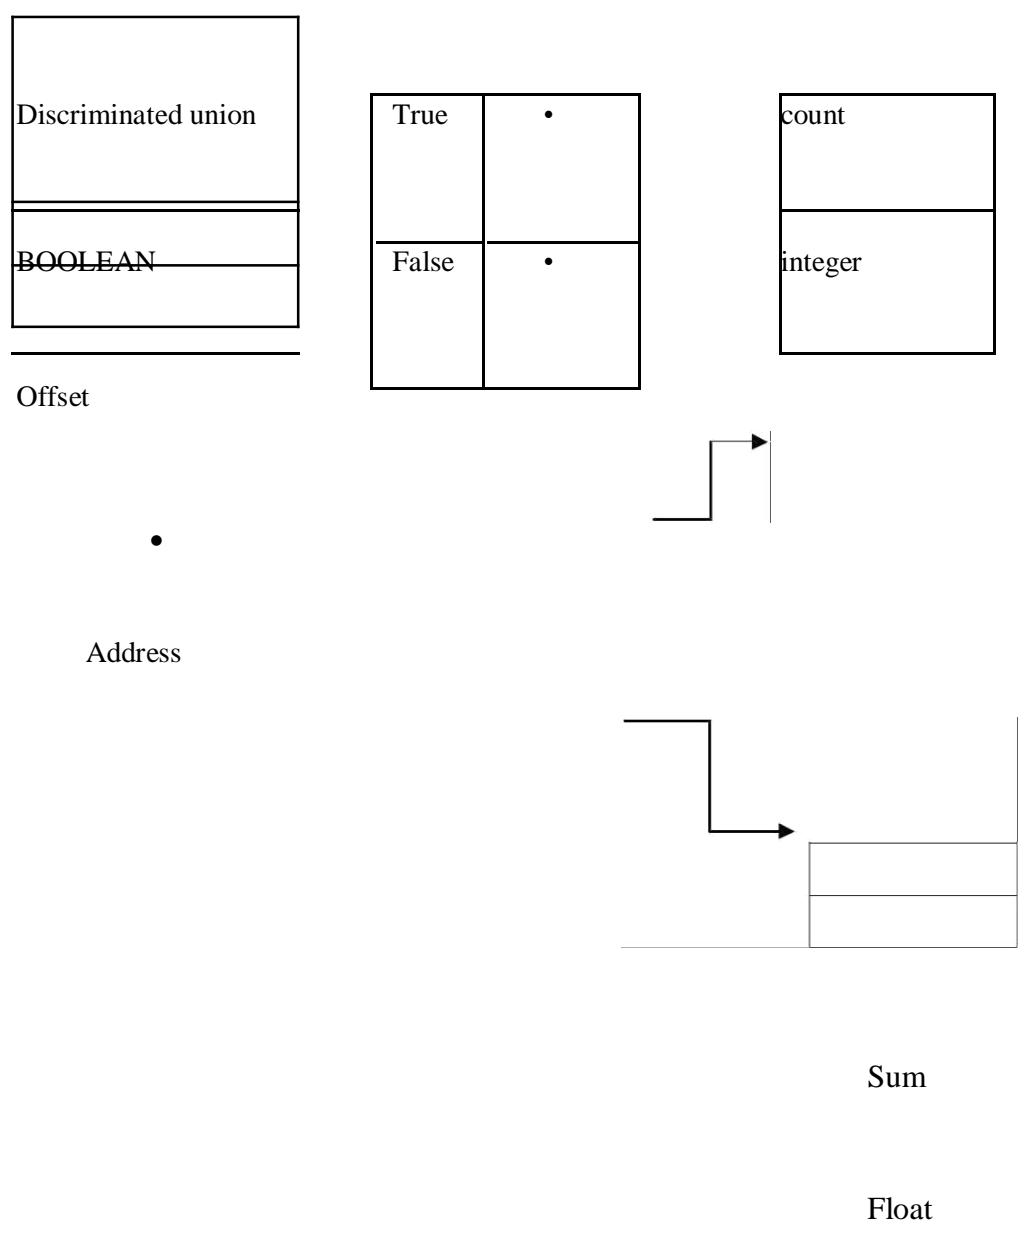 Discriminated union
True •
count
BOOLEAN
False •
integer
Offset
•
Address
Sum
Float